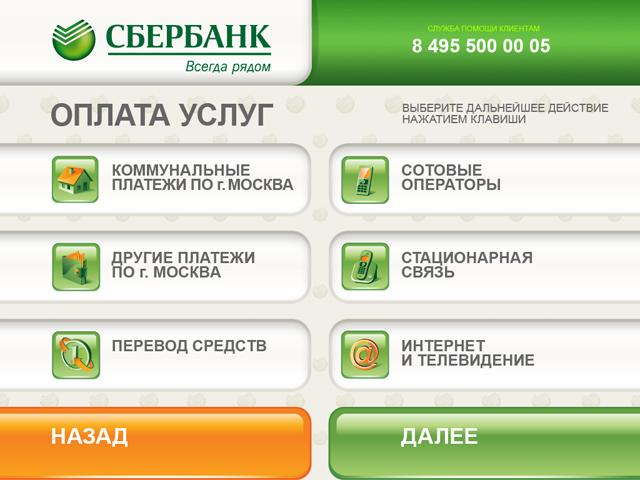 СБЕРБАНК
Всегда рядом
СЛУЖБА ПОМОЩИ КЛИЕНТАМ
8 495 500 00 05
ОПЛАТА УСЛУГ
ВЫБЕРИТЕ ДАЛЬНЕЙШЕЕ ДЕЙСТВИЕ
НАЖАТИЕМ КЛАВИШИ
КОММУНАЛЬНЫЕ
ПЛАТЕЖИ ПО г. МОСКВА
СОТОВЫЕ
ОПЕРАТОРЫ
ДРУГИЕ ПЛАТЕЖИ
ПО г. МОСКВА
СТАЦИОНАРНАЯ
СВЯЗЬ
ПЕРЕВОД СРЕДСТВ
ИНТЕРНЕТ
И ТЕЛЕВИДЕНИЕ
НАЗАД
ДАЛЕЕ